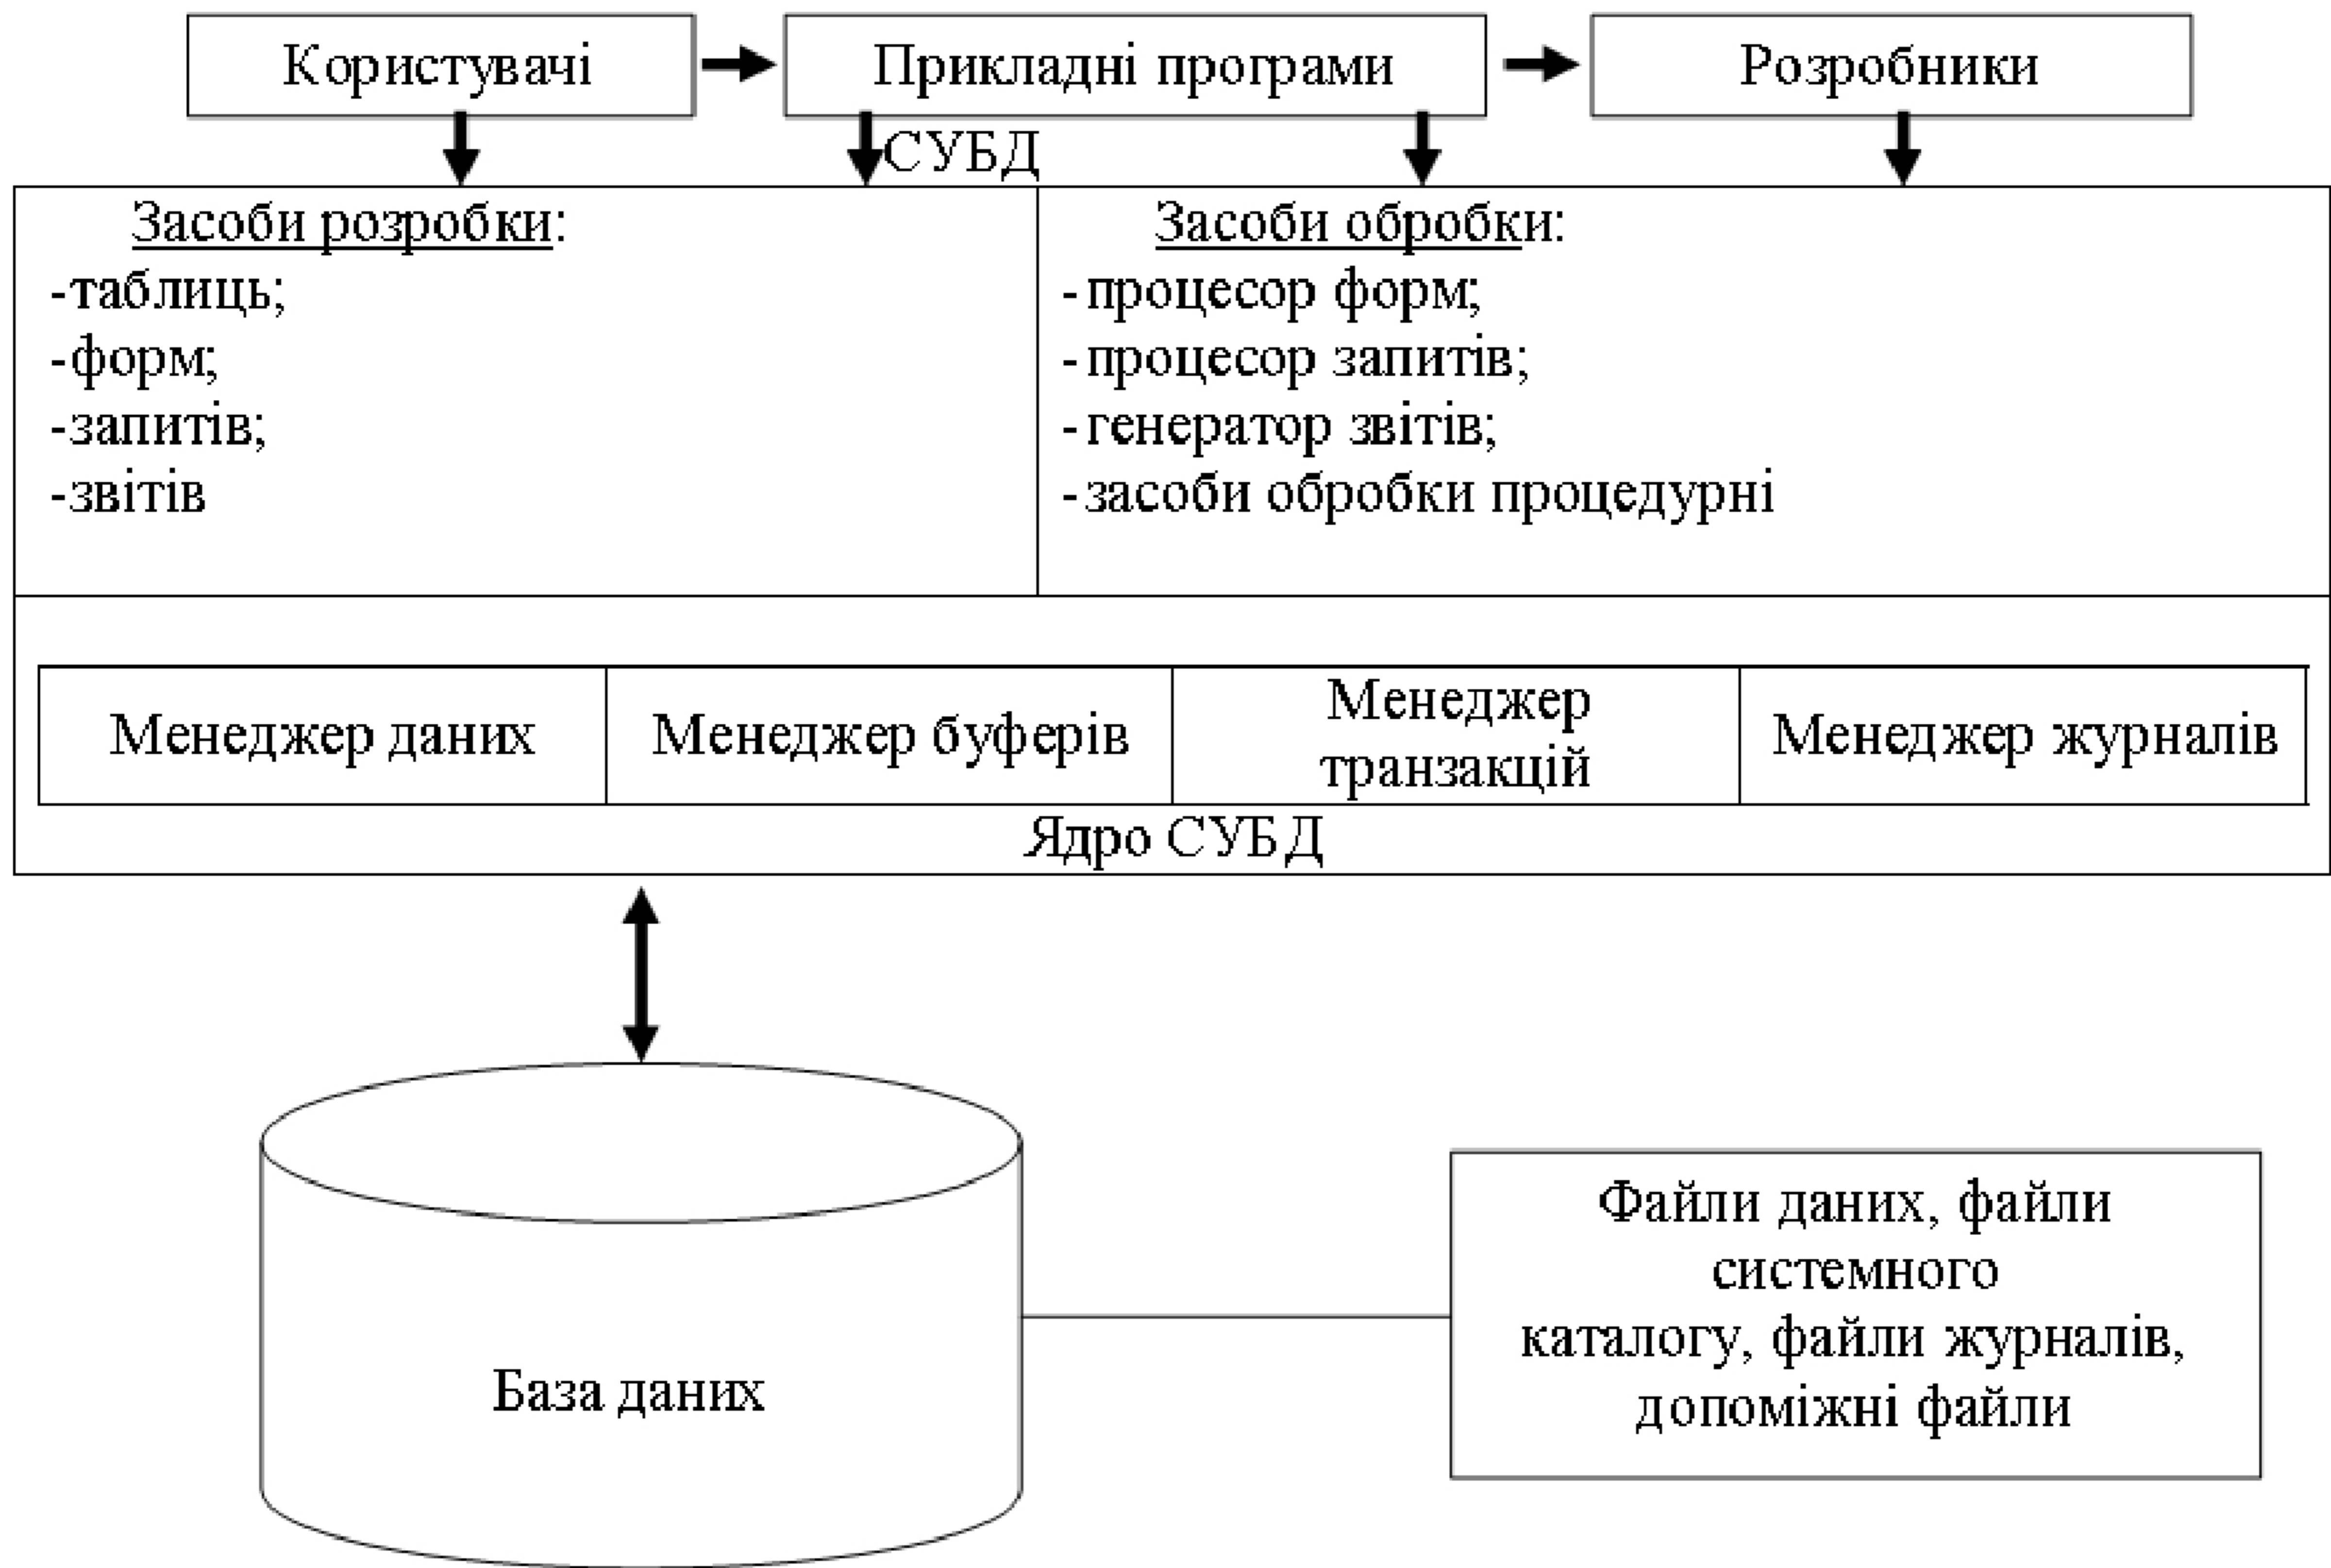 Користувачі
Прикладні програми
Розробники
СУБД
Засоби розробки:
-таблиць;
-форм;
-запитів;
-звітів
Засоби обробки:
-процесор форм;
-процесор запитів;
-генератор звітів;
-засоби обробки процедурні
Менеджер даних
Менеджер буферів
Менеджер
транзакцій
Менеджер журналів
Ядро СУБД
База даних
Файли даних, файли
системного
каталогу, файли журналів,
допоміжні файли